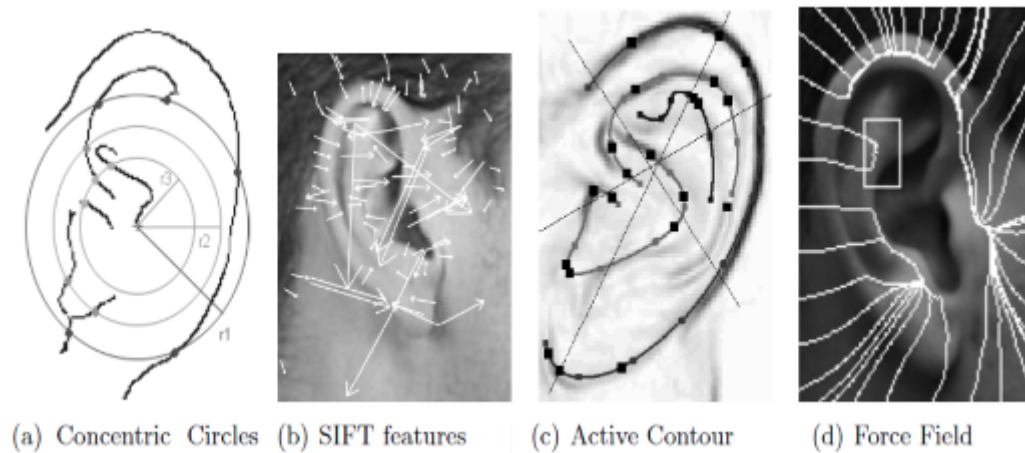 r3
r2
r1
(a) Concentric Circles (b) SIFT features (c) Active Contour (d) Force Field